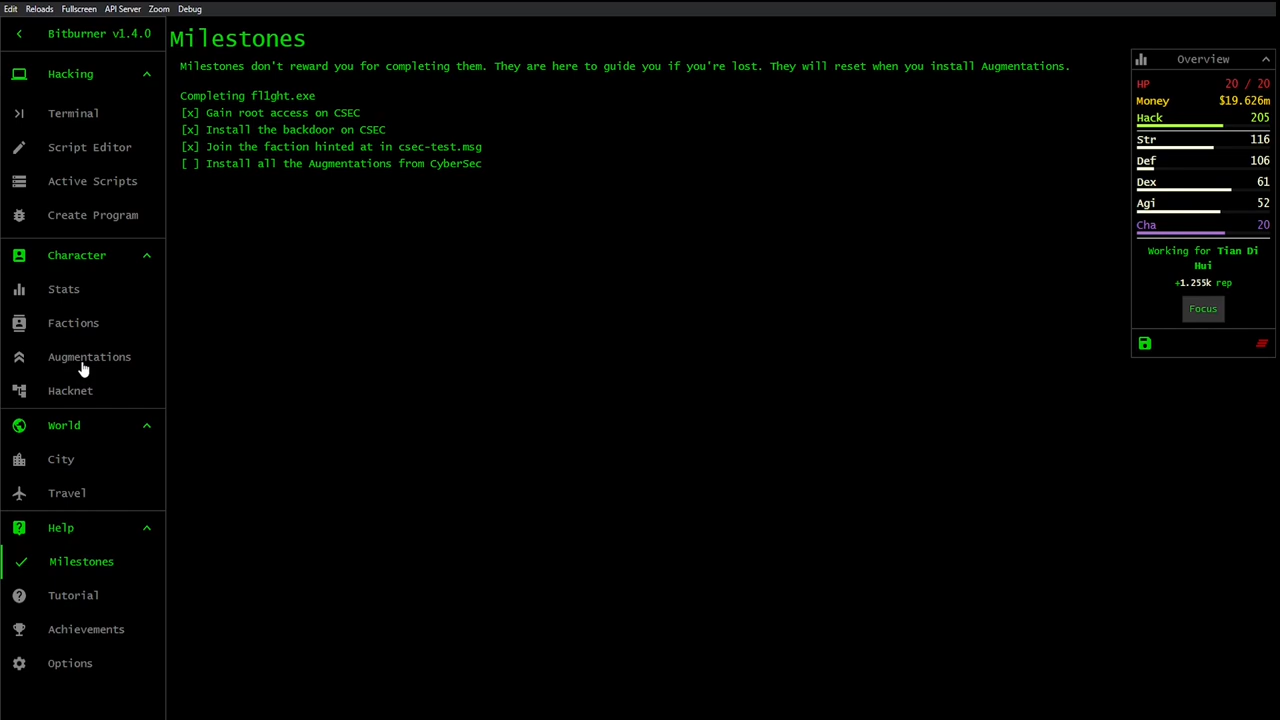 Edit Reloads Fullscreen API Server Zoom Debug
Bitburner v1.4.0
Hacking
Terminal
Script Editor
Active Scripts
Create Program
Character
Stats
Factions
Augmentations
Hacknet
World
City
Travel
Help
Milestones
Tutorial
Achievements
Options
Milestones
Milestones don't reward you for completing them. They are here to guide you if you're lost. They will reset when you install Augmentations.
Completing fl1ght.exe
[x] Gain root access on CSEC
[x] Install the backdoor on CSEC
[x] Join the faction hinted at in csec-test.msg
[ ] Install all the Augmentations from CyberSec
Overview
HP 20 / 20
Money $19.626m
Hack 205
Str 116
Def 106
Dex 61
Agi 52
Cha 20
Working for Tian Di
Hui
+1.255k rep
Focus